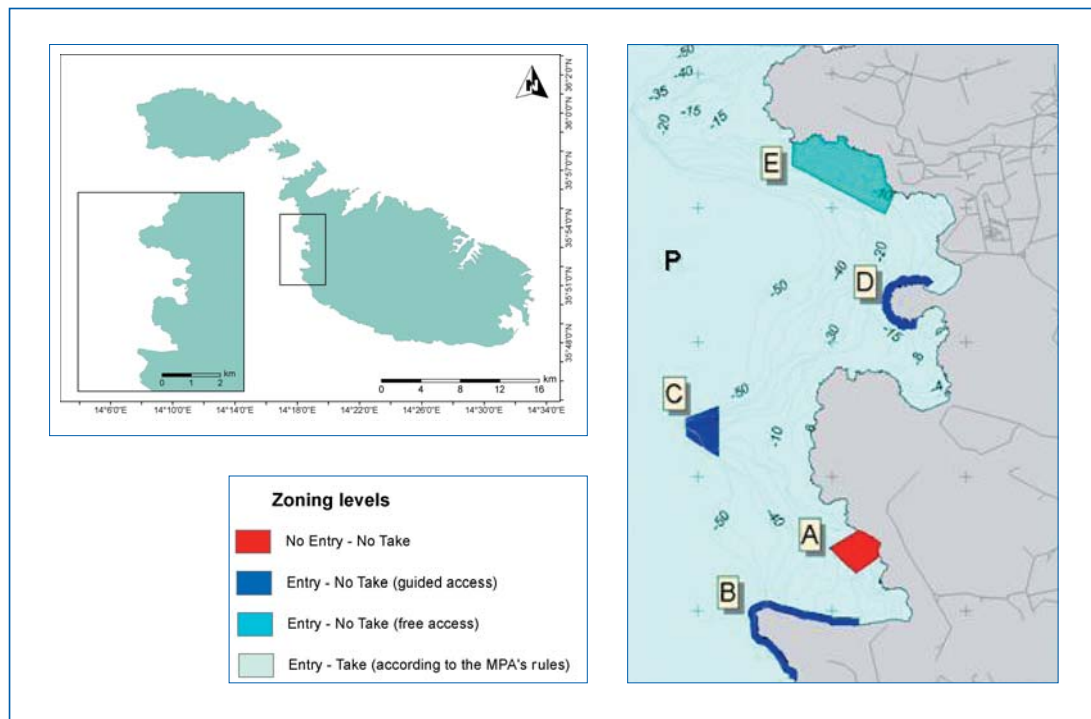 N
36°2'0"N
36°0'0"N
35°57'0"N
35°54'0"N
35°51'0"N
35°48'0"N
km
0 1 2
km
0 4 8 12 16
14°6'0"E 14°10'0"E 14°14'0"E 14°18'0"E 14°22'0"E 14°26'0"E 14°30'0"E 14°34'0"E
Zoning levels
No Entry - No Take
Entry - No Take (guided access)
Entry - No Take (free access)
Entry - Take (according to the MPA's rules)
-50
-40
-35
-15
-15
-20
E
-10
P
-20
-40
D
-50
-30
-15
-8
-4
C
-50
-10
-50
-40
A
B